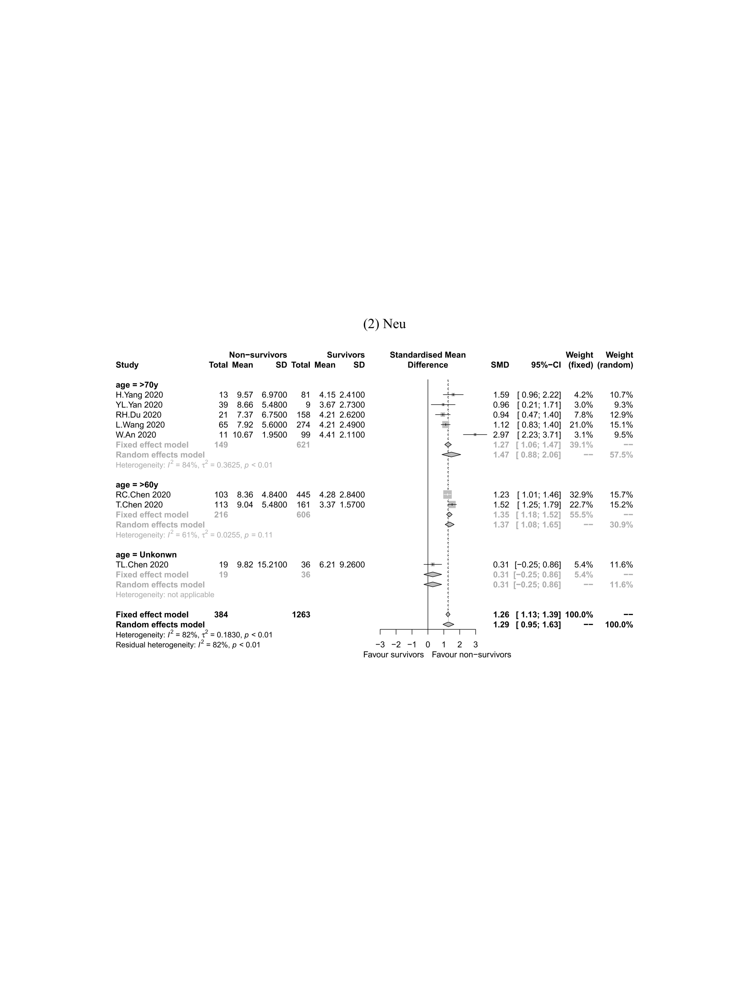 (2) Neu
Non−survivors Survivors Standardised Mean Weight Weight
Study Total Mean SD Total Mean SD Difference SMD 95%−CI (fixed) (random)
age = >70y
H.Yang 2020 13 9.57 6.9700 81 4.15 2.4100 1.59 [ 0.96; 2.22] 4.2% 10.7%
YL.Yan 2020 39 8.66 5.4800 9 3.67 2.7300 0.96 [ 0.21; 1.71] 3.0% 9.3%
RH.Du 2020 21 7.37 6.7500 158 4.21 2.6200 0.94 [ 0.47; 1.40] 7.8% 12.9%
L.Wang 2020 65 7.92 5.6000 274 4.21 2.4900 1.12 [ 0.83; 1.40] 21.0% 15.1%
W.An 2020 11 10.67 1.9500 99 4.41 2.1100 2.97 [ 2.23; 3.71] 3.1% 9.5%
Fixed effect model 149 621 1.27 [ 1.06; 1.47] 39.1% −−
Random effects model 1.47 [ 0.88; 2.06] −− 57.5%
Heterogeneity: I² = 84%, τ² = 0.3625, p < 0.01
age = >60y
RC.Chen 2020 103 8.36 4.8400 445 4.28 2.8400 1.23 [ 1.01; 1.46] 32.9% 15.7%
T.Chen 2020 113 9.04 5.4800 161 3.37 1.5700 1.52 [ 1.25; 1.79] 22.7% 15.2%
Fixed effect model 216 606 1.35 [ 1.18; 1.52] 55.5% −−
Random effects model 1.37 [ 1.08; 1.65] −− 30.9%
Heterogeneity: I² = 61%, τ² = 0.0255, p = 0.11
age = Unkonwn
TL.Chen 2020 19 9.82 15.2100 36 6.21 9.2600 0.31 [−0.25; 0.86] 5.4% 11.6%
Fixed effect model 19 36 0.31 [−0.25; 0.86] 5.4% −−
Random effects model 0.31 [−0.25; 0.86] −− 11.6%
Heterogeneity: not applicable
Fixed effect model 384 1263 1.26 [ 1.13; 1.39] 100.0% −−
Random effects model 1.29 [ 0.95; 1.63] −− 100.0%
Heterogeneity: I² = 82%, τ² = 0.1830, p < 0.01
Residual heterogeneity: I² = 82%, p < 0.01
−3 −2 −1 0 1 2 3
Favour survivors Favour non−survivors